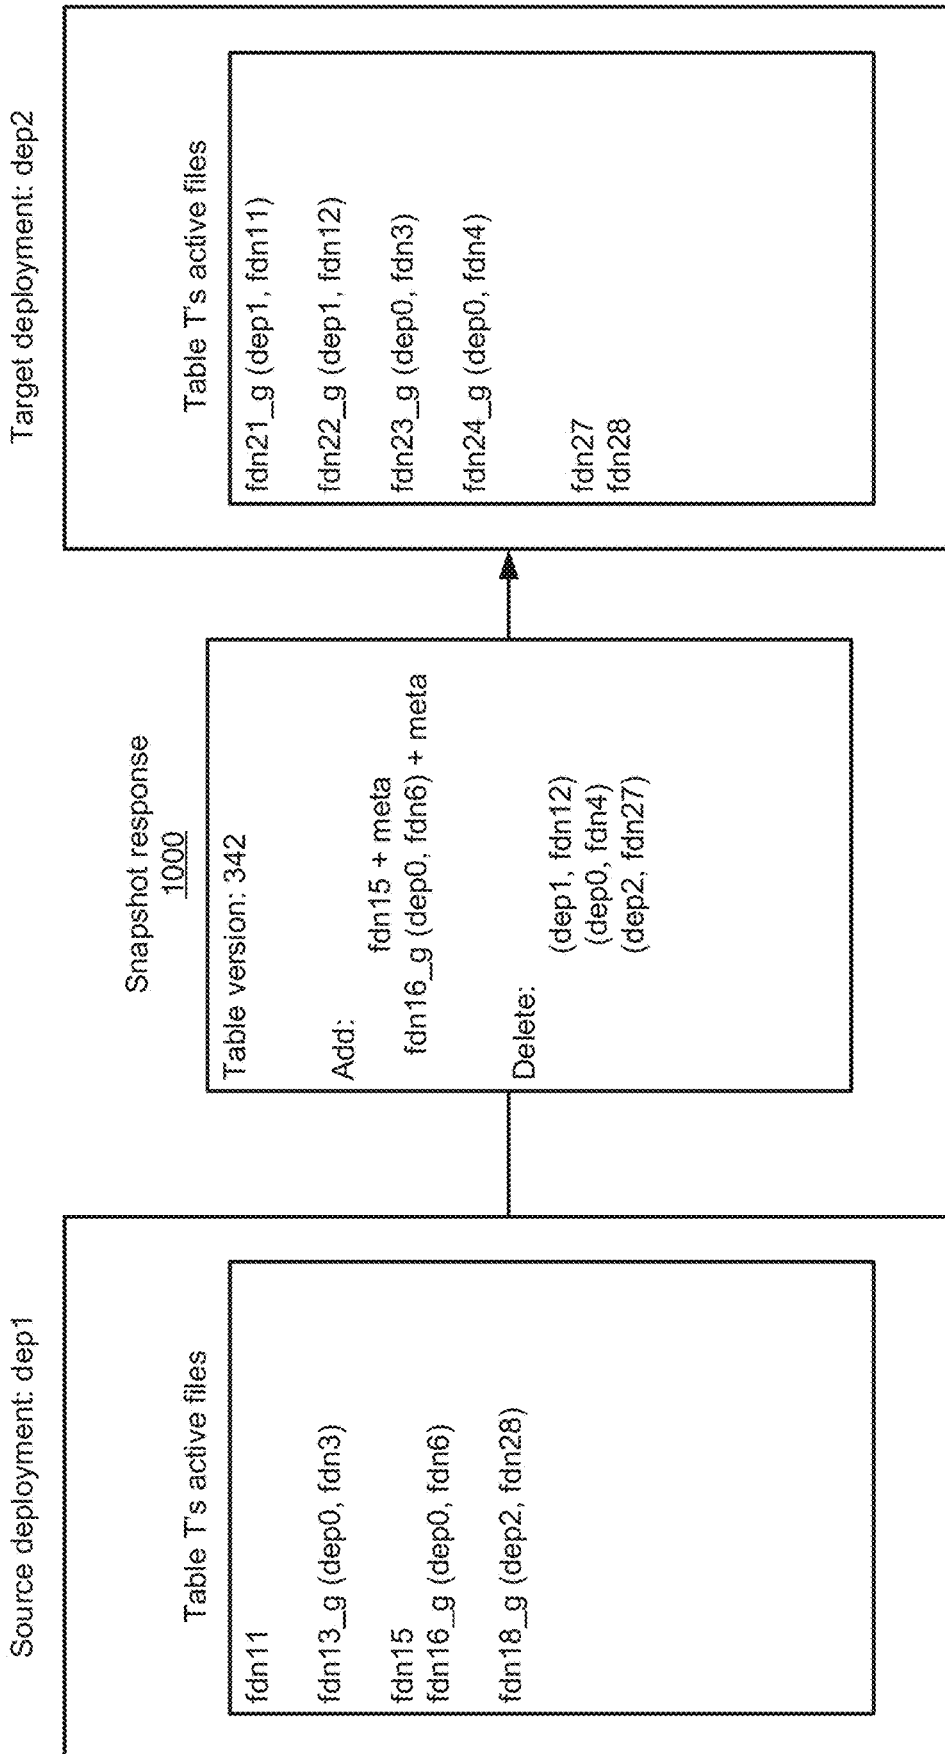 Source deployment: dep1
Table T's active files
fdn11
fdn13_g (dep0, fdn3)
fdn15
fdn16_g (dep0, fdn6)
fdn18_g (dep2, fdn28)
Snapshot response
1000
Table version: 342
Add:
fdn15 + meta
fdn16_g (dep0, fdn6) + meta
Delete:
(dep1, fdn12)
(dep0, fdn4)
(dep2, fdn27)
Target deployment: dep2
Table T's active files
fdn21_g (dep1, fdn11)
fdn22_g (dep1, fdn12)
fdn23_g (dep0, fdn3)
fdn24_g (dep0, fdn4)
fdn27
fdn28